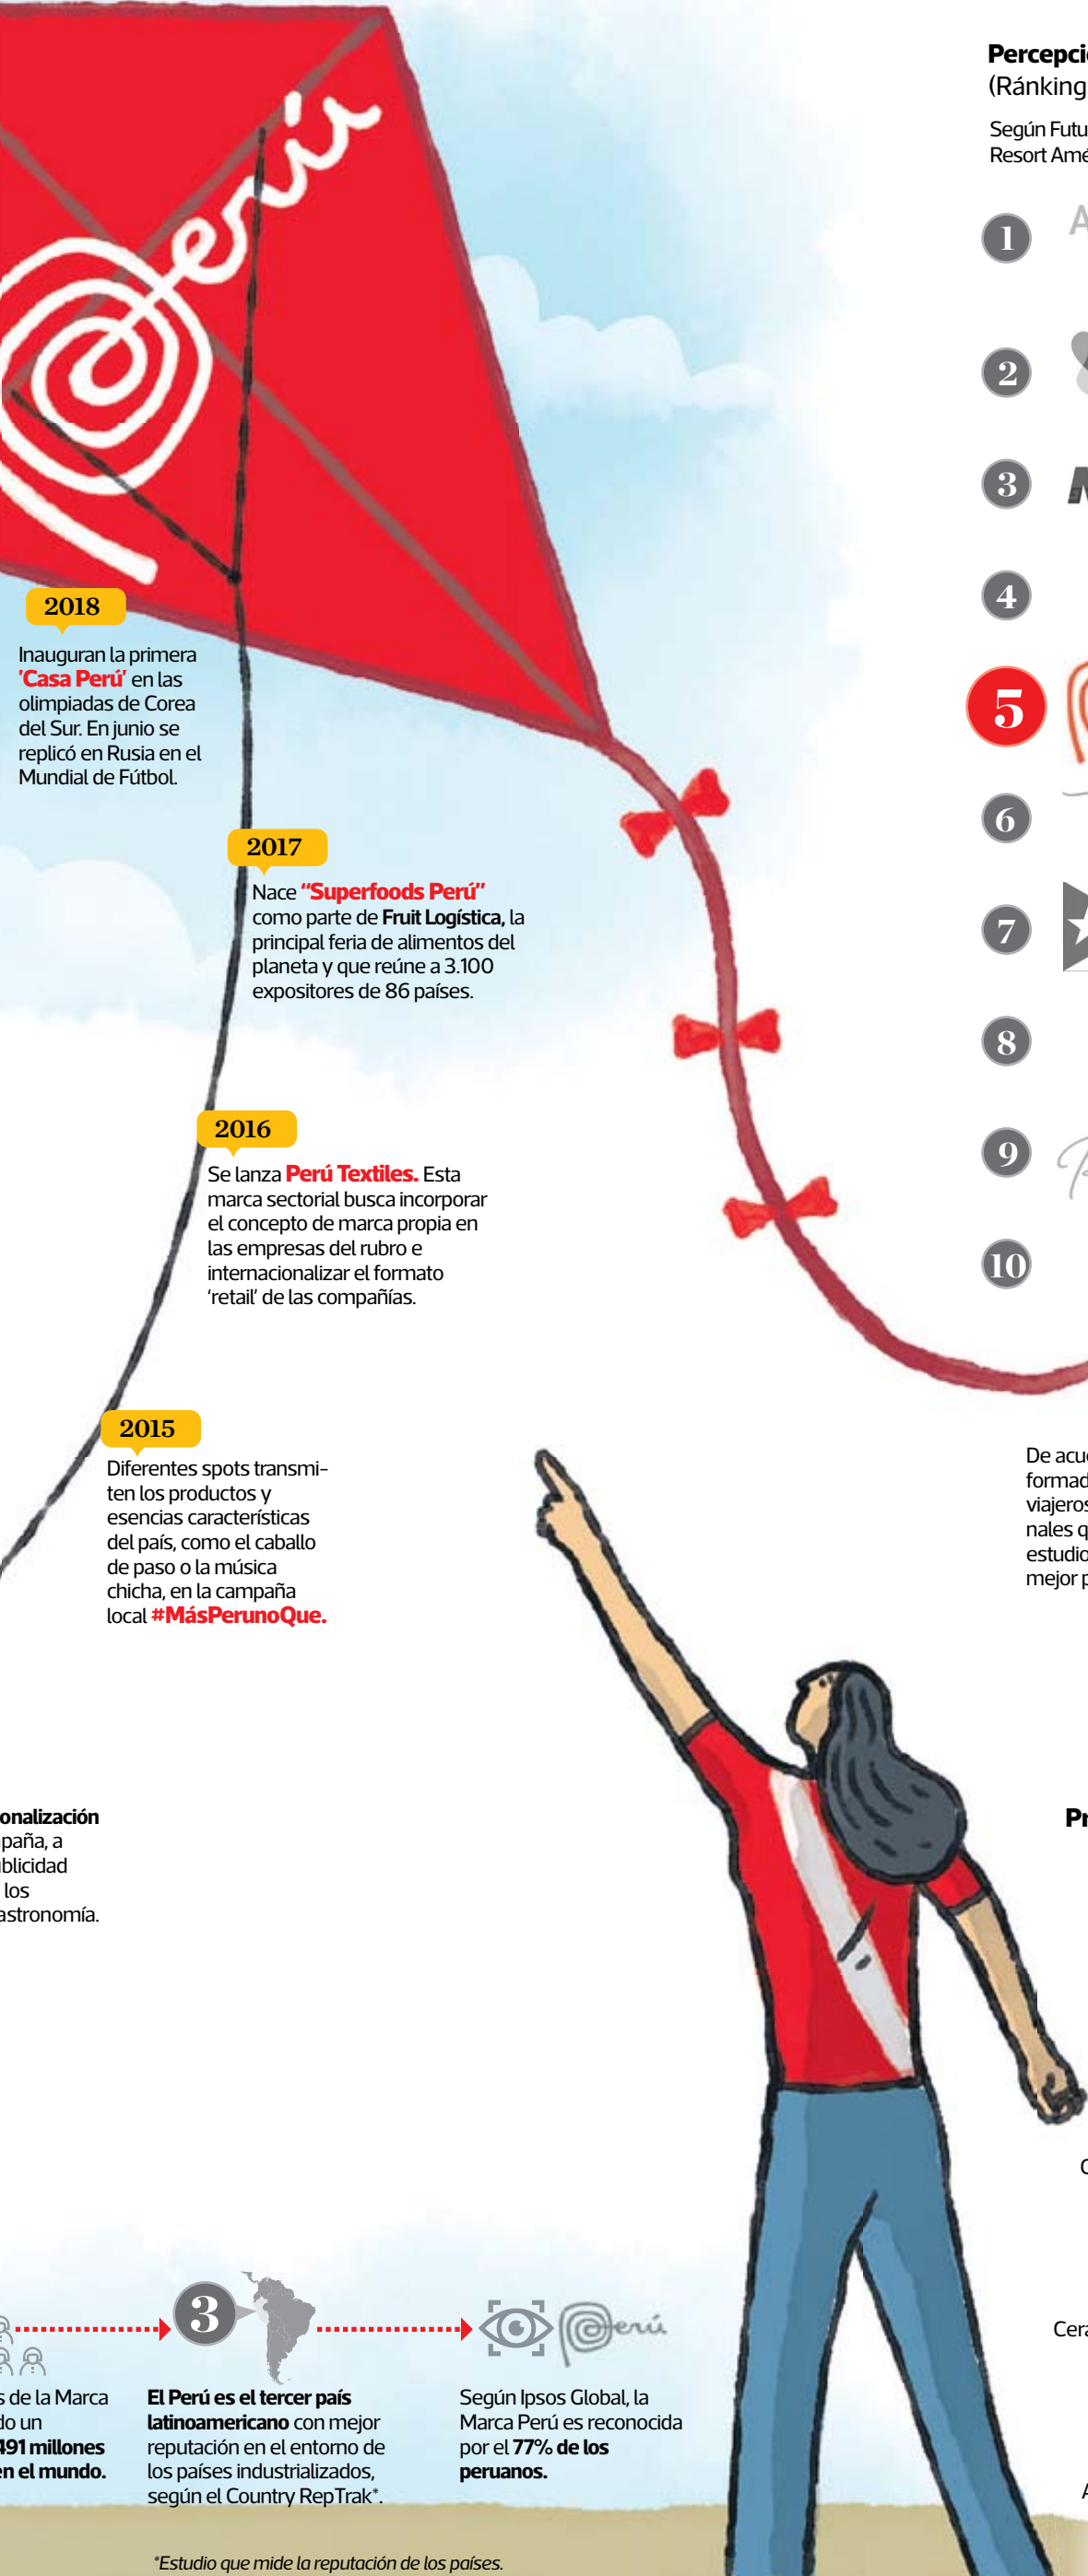 Perú
2018
Inauguran la primera
'Casa Perú' en las
olimpiadas de Corea
del Sur. En junio se
replicó en Rusia en el
Mundial de Fútbol.
2017
Nace “Superfoods Perú”
como parte de Fruit Logística, la
principal feria de alimentos del
planeta y que reúne a 3.100
expositores de 86 países.
2016
Se lanza Perú Textiles. Esta
marca sectorial busca incorporar
el concepto de marca propia en
las empresas del rubro e
internacionalizar el formato
‘retail’ de las compañías.
2015
Diferentes spots transmi-
ten los productos y
esencias características
del país, como el caballo
de paso o la música
chicha, en la campaña
local #MásPerunoQue.
onalización
paña, a
blicidad
los
astronomía.
s de la Marca
do un
491 millones
en el mundo.
3
El Perú es el tercer país
latinoamericano con mejor
reputación en el entorno de
los países industrializados,
según el Country RepTrak*.
Perú
Según Ipsos Global, la
Marca Perú es reconocida
por el 77% de los
peruanos.
*Estudio que mide la reputación de los países.
Percepci
(Ránking
Según Futu
Resort Amé
1
2
3
4
5
6
7
8
9
10
De acu
formad
viajeros
nales q
estudio
mejor p
Pr
Cera